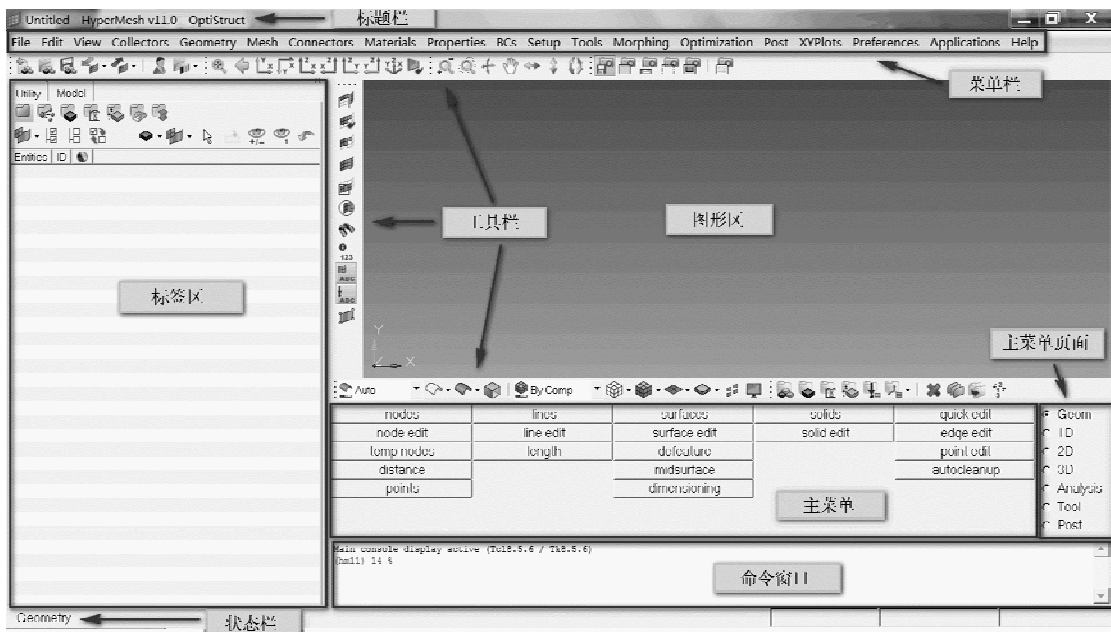 Untitled HyperMesh v11.0 OptiStruct
标题栏
File Edit View Collectors Geometry Mesh Connectors Materials Properties BCs Setup Tools Morphing Optimization Post XYPlots Preferences Applications Help
菜单栏
Utility Model
Entities ID
工具栏
图形区
标签区
123
ABC
ABC
Y
Z X
主菜单页面
Auto By Comp
nodes lines surfaces solids quick edit
node edit line edit surface edit solid edit edge edit
temp nodes length defeature point edit
distance midsurface autocleanup
points dimensioning
主菜单
Geom
1D
2D
3D
Analysis
Tool
Post
Main console display active (Tcl8.5.6 / Tk8.5.6)
(hm11) 14 %
命令窗口
Geometry
状态栏